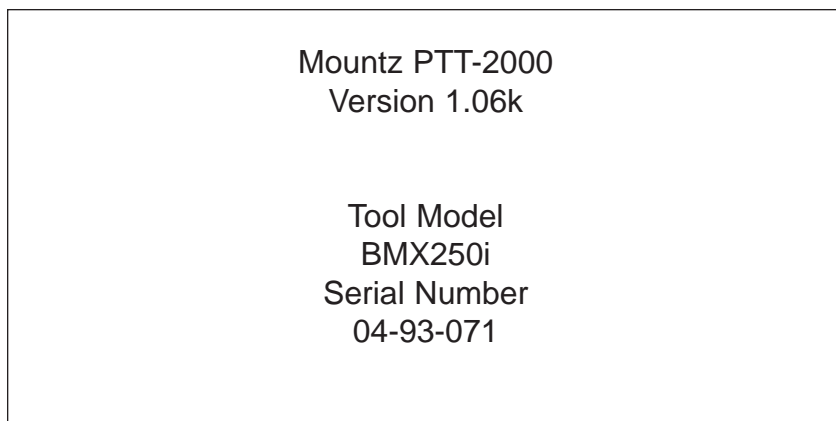 Mountz PTT-2000
Version 1.06k
Tool Model
BMX250i
Serial Number
04-93-071